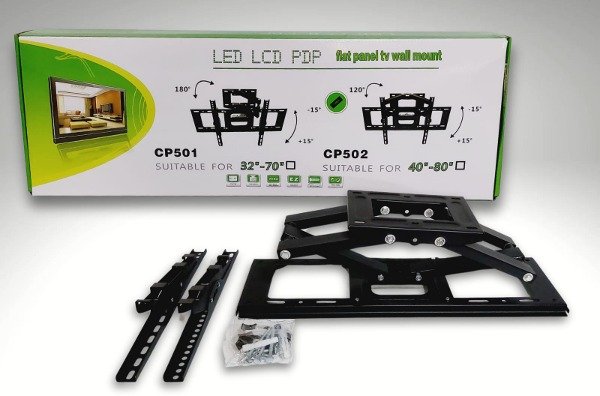 LED LCD PDP flat panel tv wall mount
180° 120°
-15° -15°
+15° +15°
CP501 CP502
SUITABLE FOR 32"-70" SUITABLE FOR 40"-80"